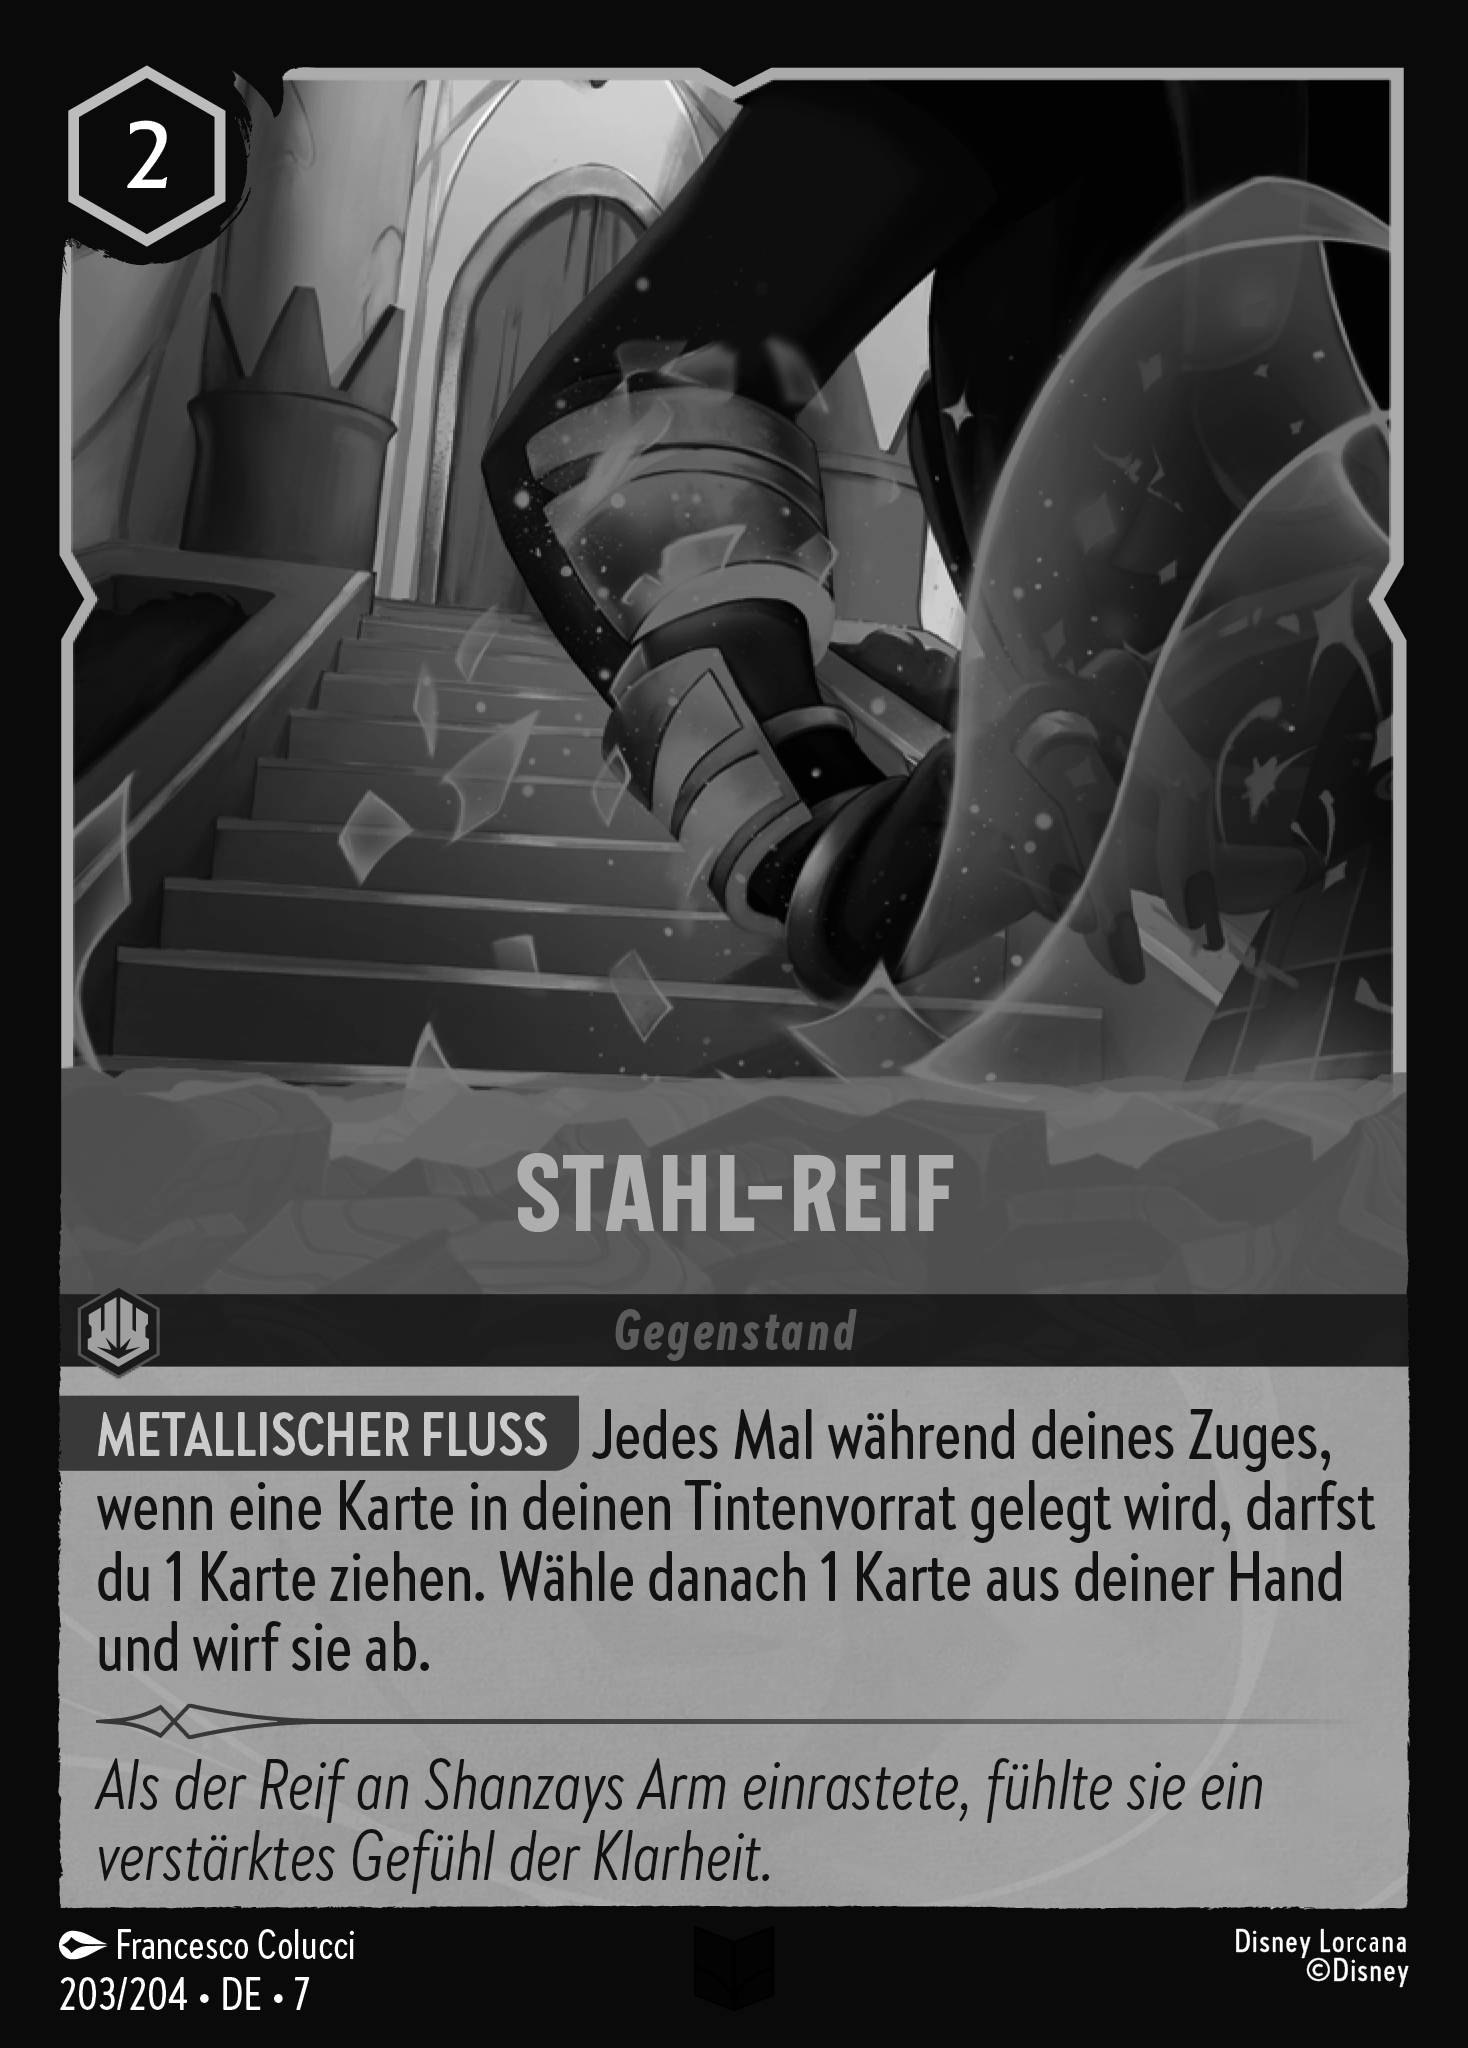 2
STAHL-REIF
Gegenstand
METALLISCHER FLUSS Jedes Mal während deines Zuges,
wenn eine Karte in deinen Tintenvorrat gelegt wird, darfst
du 1 Karte ziehen. Wähle danach 1 Karte aus deiner Hand
und wirf sie ab.
Als der Reif an Shanzays Arm einrastete, fühlte sie ein
verstärktes Gefühl der Klarheit.
Francesco Colucci
203/204 • DE • 7
Disney Lorcana
©Disney